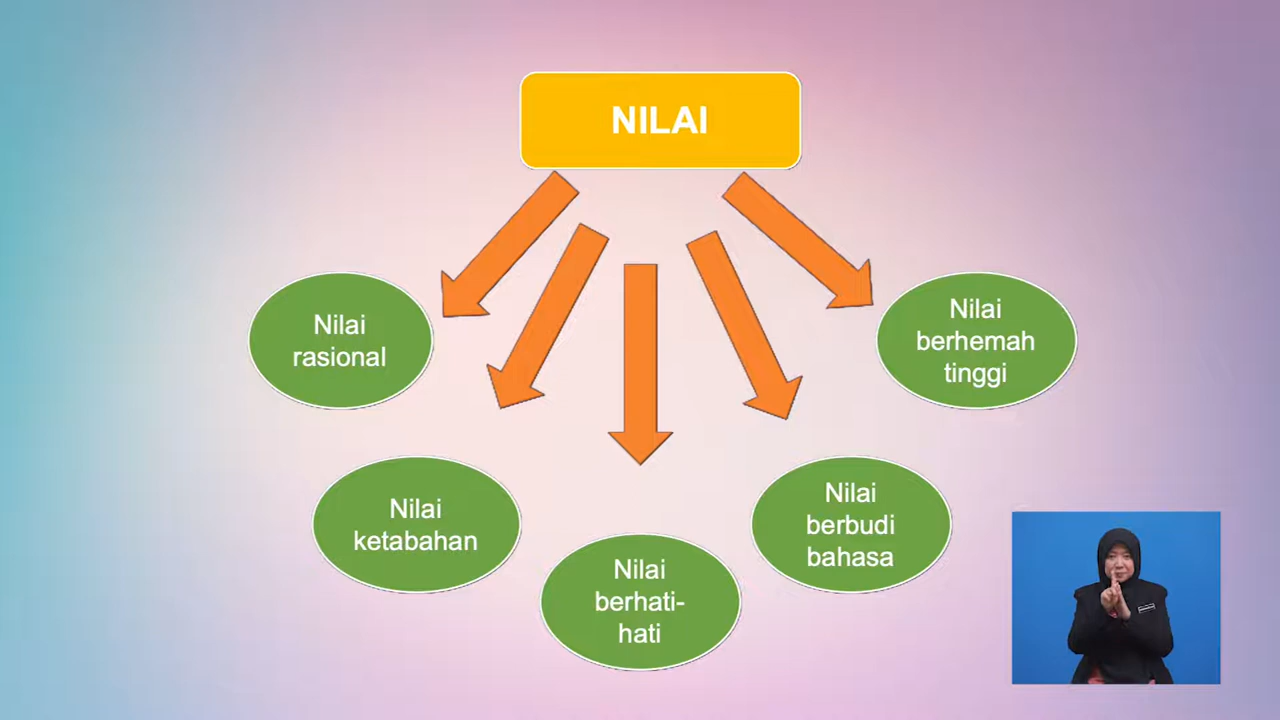 NILAI
Nilai
rasional
Nilai
berhemah
tinggi
Nilai
ketabahan
Nilai
berbudi
bahasa
Nilai
berhati-
hati